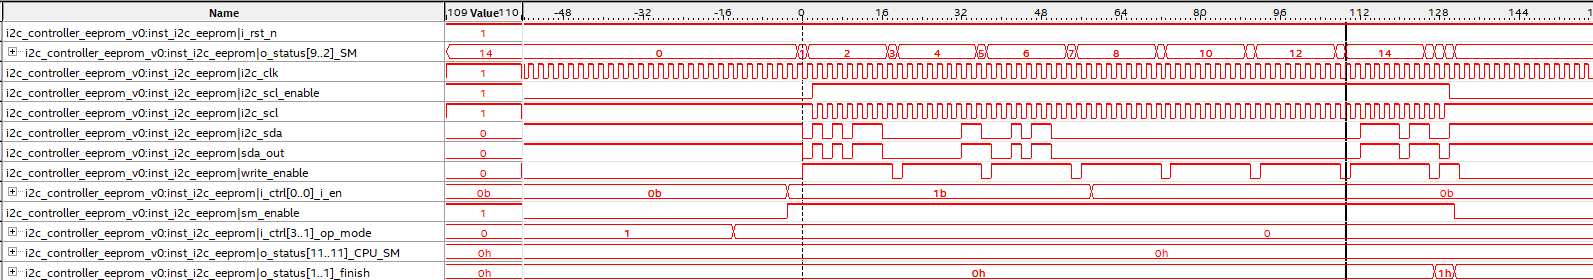 Name 109 Value 110 -48 -32 -16 0 16 32 48 64 80 96 112 128 144
i2c_controller_eeprom_v0:inst_i2c_eeprom|i_rst_n 1
i2c_controller_eeprom_v0:inst_i2c_eeprom|o_status[9..2]_SM 14 0 1 2 3 4 5 6 7 8 10 12 14
i2c_controller_eeprom_v0:inst_i2c_eeprom|i2c_clk 1
i2c_controller_eeprom_v0:inst_i2c_eeprom|i2c_scl_enable 1
i2c_controller_eeprom_v0:inst_i2c_eeprom|i2c_scl 1
i2c_controller_eeprom_v0:inst_i2c_eeprom|i2c_sda 0
i2c_controller_eeprom_v0:inst_i2c_eeprom|sda_out 0
i2c_controller_eeprom_v0:inst_i2c_eeprom|write_enable 0
i2c_controller_eeprom_v0:inst_i2c_eeprom|i_ctrl[0..0]_i_en 0b 0b 1b 0b
i2c_controller_eeprom_v0:inst_i2c_eeprom|sm_enable 1
i2c_controller_eeprom_v0:inst_i2c_eeprom|i_ctrl[3..1]_op_mode 0 1 0
i2c_controller_eeprom_v0:inst_i2c_eeprom|o_status[11..11]_CPU_SM 0h 0h
i2c_controller_eeprom_v0:inst_i2c_eeprom|o_status[1..1]_finish 0h 0h 1h